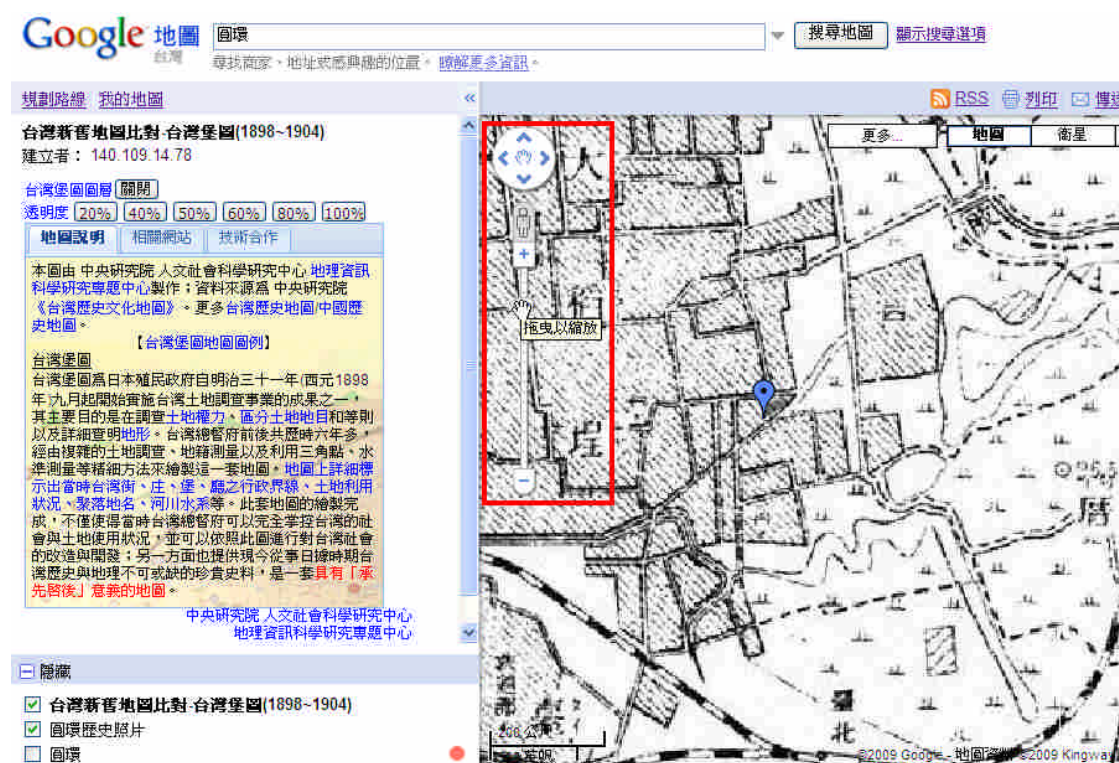 Google 地圖
台灣
圓環
搜尋地圖
顯示搜尋選項
尋找商家、地址或感興趣的位置。 瞭解更多資訊。
規劃路線 我的地圖
«
RSS 列印
台灣新舊地圖比對-台灣堡圖(1898~1904)
建立者： 140.109.14.78
台灣堡圖圖層 關閉
透明度 20% 40% 50% 60% 80% 100%
地圖說明 相關網站 技術合作
本圖由 中央研究院 人文社會科學研究中心 地理資訊
科學研究專題中心製作；資料來源為 中央研究院
《台灣歷史文化地圖》。更多台灣歷史地圖/中國歷
史地圖。
【台灣堡圖地圖圖例】
台灣堡圖
台灣堡圖為日本殖民政府自明治三十一年(西元1898
年)九月起開始實施台灣土地調查事業的成果之一，
其主要目的是在調查土地權力、區分土地地目和等則
以及詳細查明地形。台灣總督府前後共歷時六年多，
經由複雜的土地調查、地籍測量以及利用三角點、水
準測量等精細方法來繪製這一套地圖，地圖上詳細標
示出當時台灣街、庄、堡、廳之行政界線、土地利用
狀況、聚落地名、河川水系等。此套地圖的繪製完
成，不僅使得當時台灣總督府可以完全掌控台灣的社
會與土地使用狀況，並可以依照此圖進行對台灣社會
的改造與開發；另一方面也提供現今從事日據時期台
灣歷史與地理不可或缺的珍貴史料，是一套具有「承
先啓後」意義的地圖。
中央研究院 人文社會科學研究中心
地理資訊科學研究專題中心
隱藏
台灣新舊地圖比對-台灣堡圖(1898~1904)
圓環歷史照片
圓環
更多... 地圖 衛星
大
拖曳以縮放
埕
北
©2009 Google - 地圖資料 ©2009 Kingway